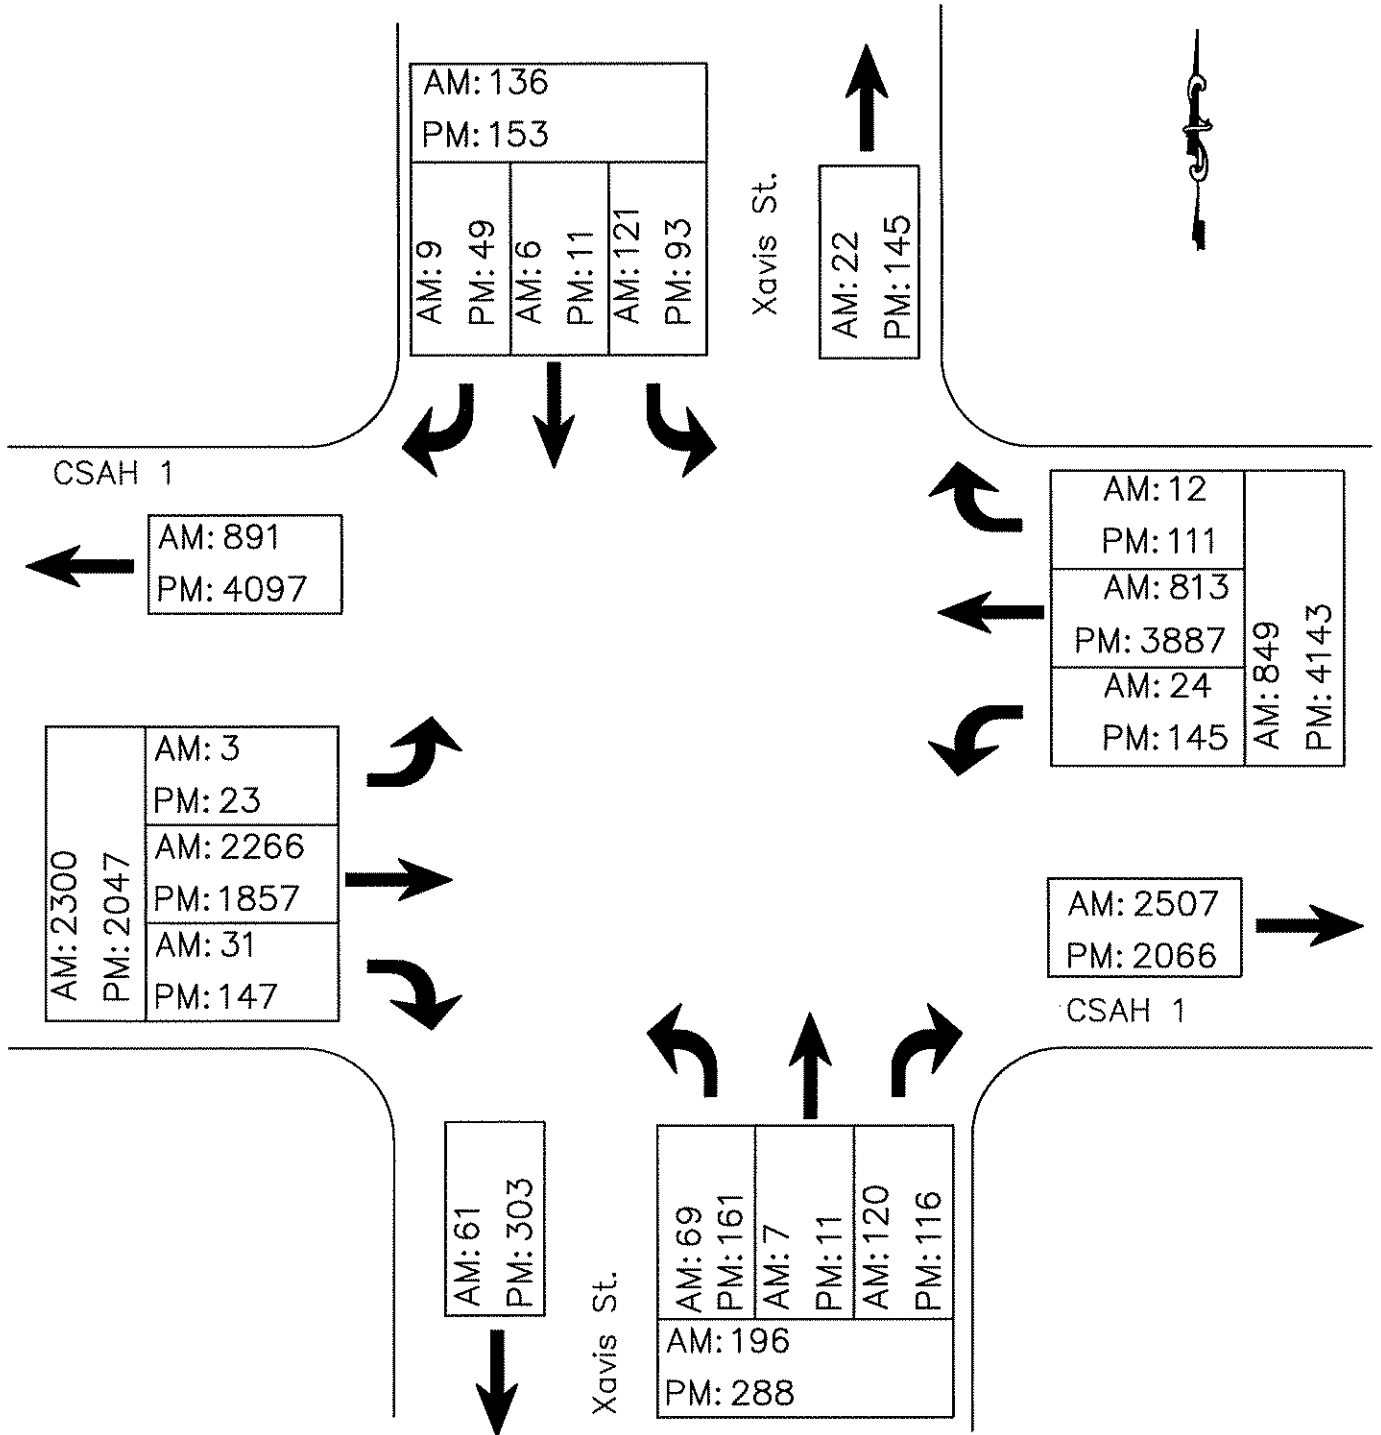 AM: 136
PM: 153
AM: 9
PM: 49
AM: 6
PM: 11
AM: 121
PM: 93
Xavis St.
AM: 22
PM: 145
CSAH 1
AM: 891
PM: 4097
AM: 12
PM: 111
AM: 813
PM: 3887
AM: 24
PM: 145
AM: 849
PM: 4143
AM: 2300
PM: 2047
AM: 3
PM: 23
AM: 2266
PM: 1857
AM: 31
PM: 147
AM: 2507
PM: 2066
CSAH 1
AM: 61
PM: 303
Xavis St.
AM: 69
PM: 161
AM: 7
PM: 11
AM: 120
PM: 116
AM: 196
PM: 288